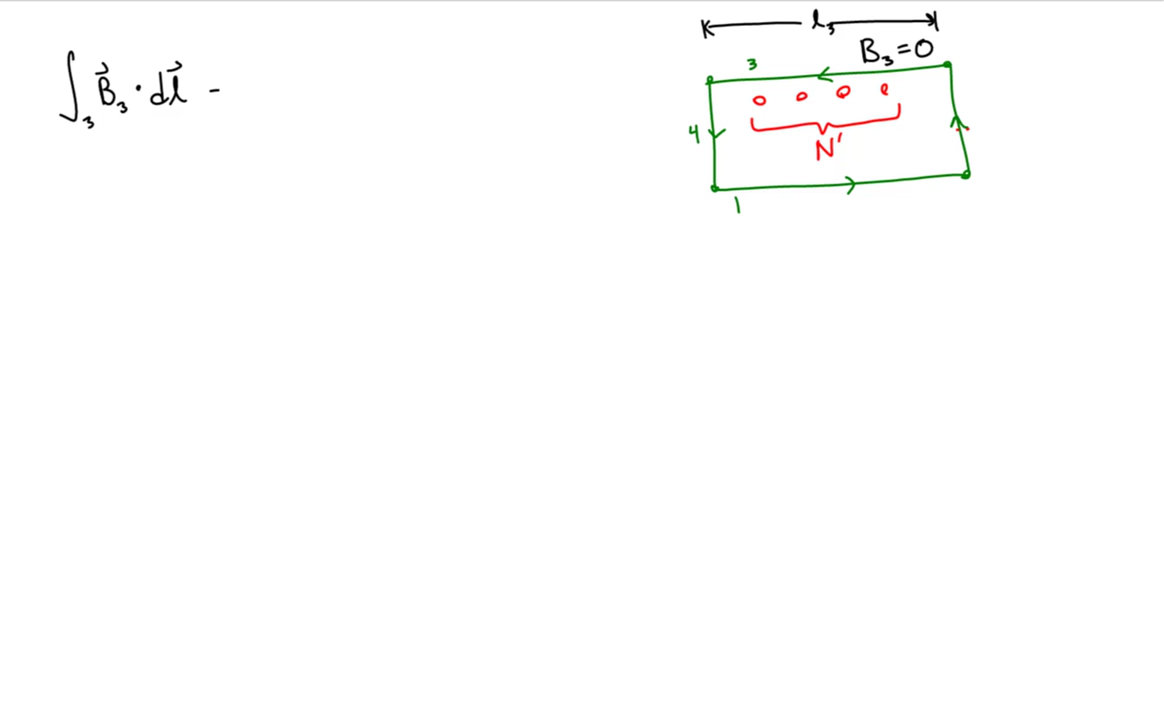 l₃
B₃ = 0
∫₃ B⃗₃ · dl⃗ -
3
4
N'
1